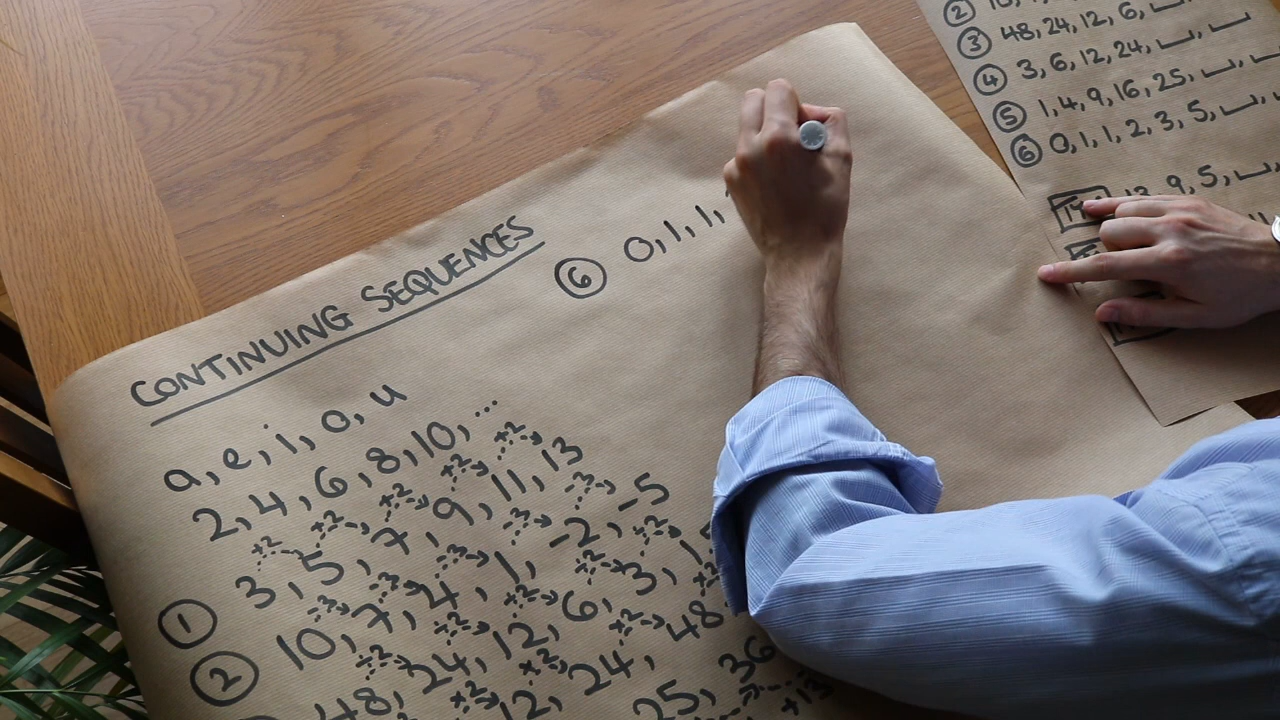 CONTINUING SEQUENCES
a, e, i, o, u
2, 4, 6, 8, 10, ...
+2 +2 +2 +2 +2
① 3, 5, 7, 9, 11, 13
-3 -3 -3 -3 -3
② 10, 7, 4, 1, -2, -5
÷2 ÷2 ÷2 ÷2
48, 24, 12, 6, 3,
×2 ×2 ×2
12, 24, 48
25, 36
+13
⑥ 0, 1, 1,
②
③ 48, 24, 12, 6, _, _
④ 3, 6, 12, 24, _, _
⑤ 1, 4, 9, 16, 25, _, _
⑥ 0, 1, 1, 2, 3, 5, _, _
13, 9, 5, _,